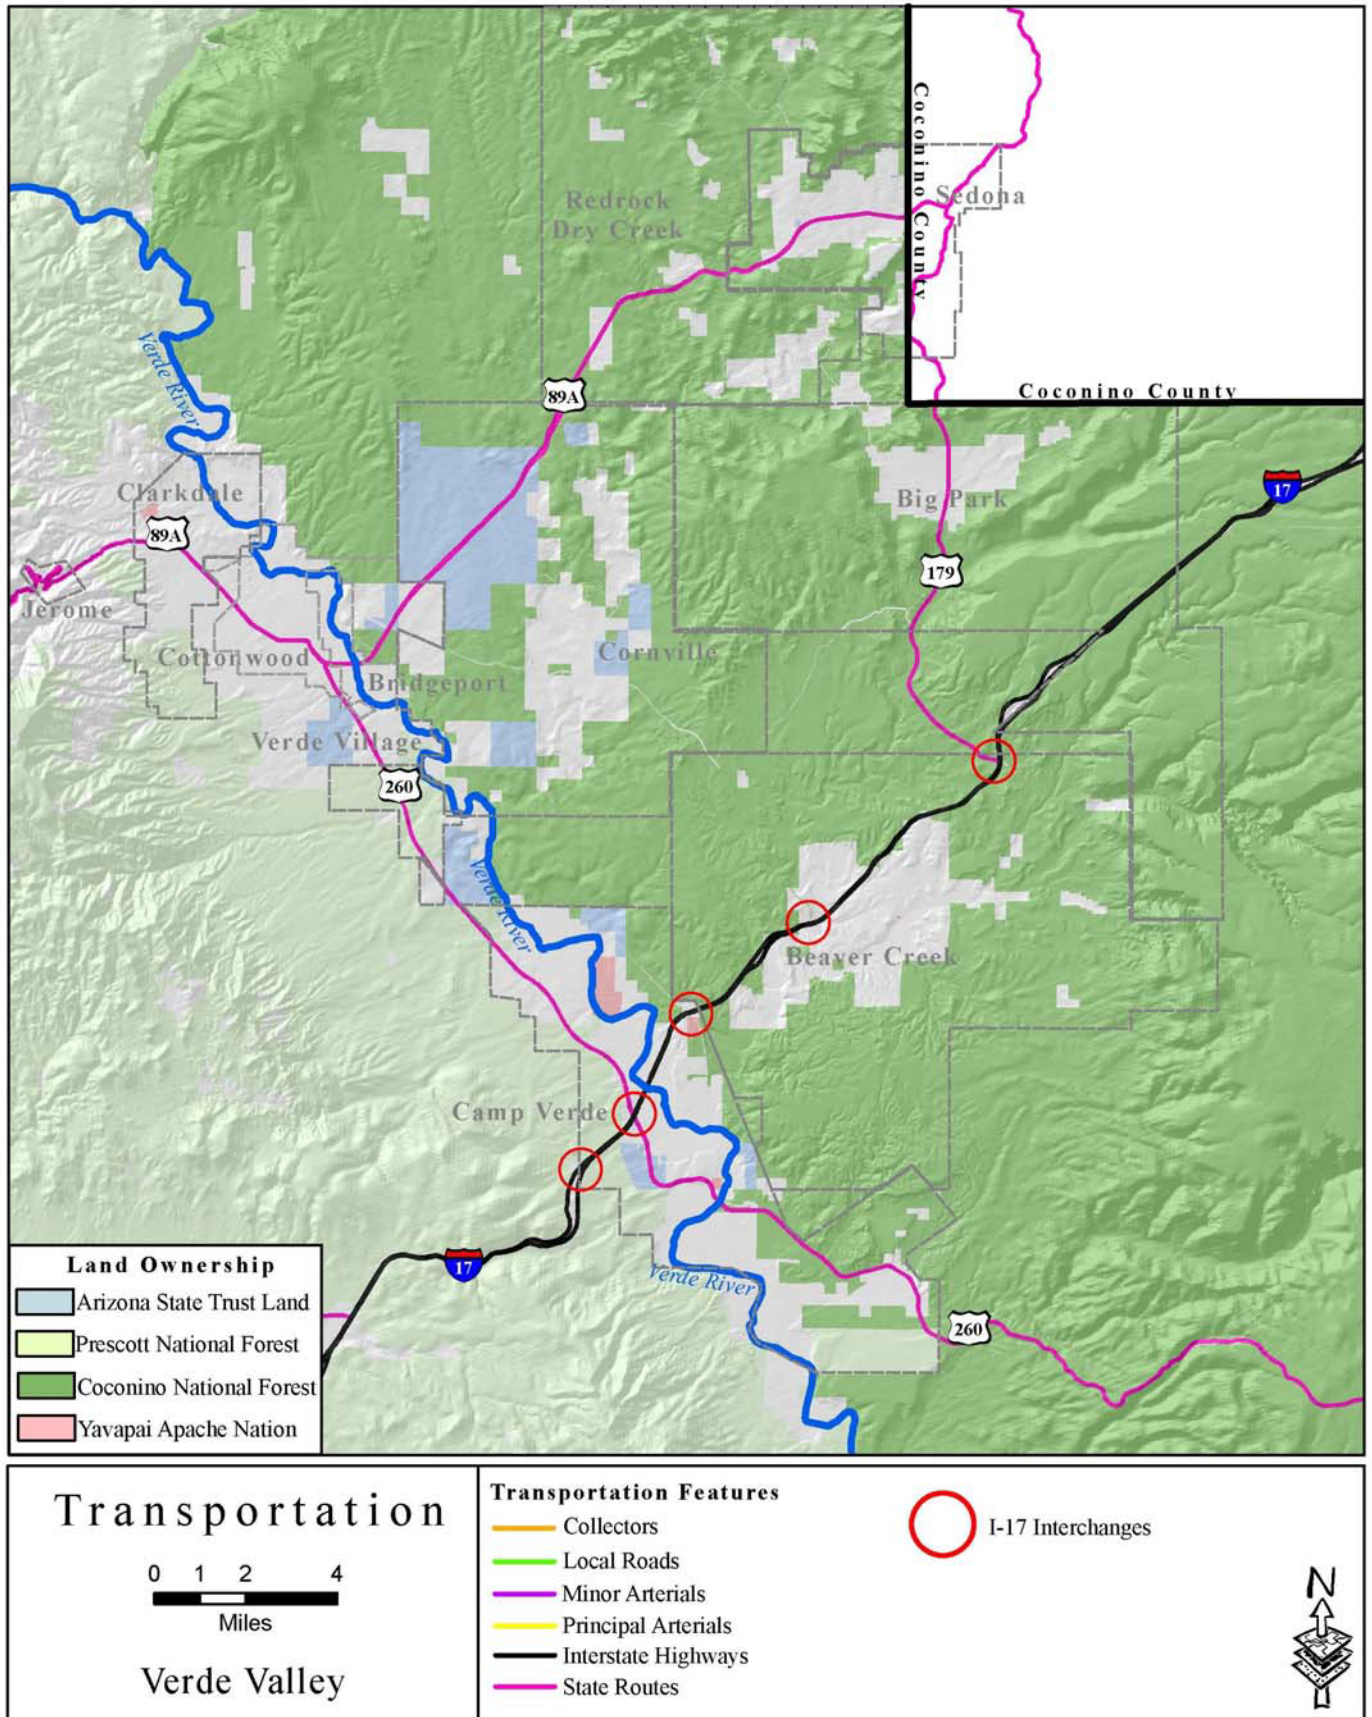 Coconino County
Sedona
Redrock
Dry Creek
Verde River
89A
Coconino County
Clarkdale
Big Park
17
89A
179
Jerome
Cottonwood
Cornville
Bridgeport
Verde Village
260
Verde River
Beaver Creek
Camp Verde
17
Verde River
260
Land Ownership
Arizona State Trust Land
Prescott National Forest
Coconino National Forest
Yavapai Apache Nation
Transportation
0 1 2 4
Miles
Verde Valley
Transportation Features
Collectors
Local Roads
Minor Arterials
Principal Arterials
Interstate Highways
State Routes
I-17 Interchanges
N